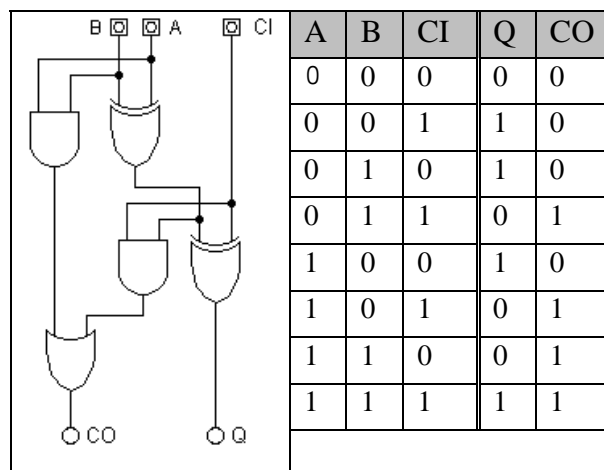 B A CI
CO Q
A B CI Q CO
0 0 0 0 0
0 0 1 1 0
0 1 0 1 0
0 1 1 0 1
1 0 0 1 0
1 0 1 0 1
1 1 0 0 1
1 1 1 1 1